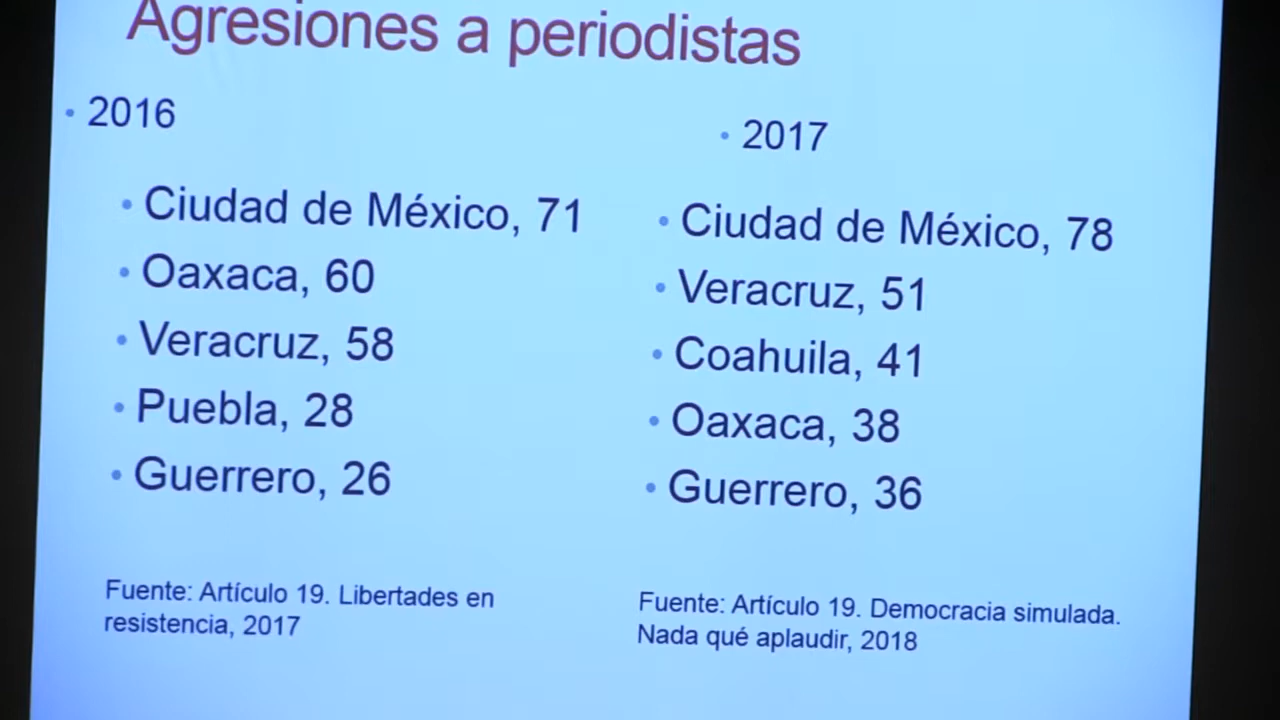 Agresiones a periodistas
• 2016
• Ciudad de México, 71
• Oaxaca, 60
• Veracruz, 58
• Puebla, 28
• Guerrero, 26
Fuente: Artículo 19. Libertades en
resistencia, 2017
• 2017
• Ciudad de México, 78
• Veracruz, 51
• Coahuila, 41
• Oaxaca, 38
• Guerrero, 36
Fuente: Artículo 19. Democracia simulada.
Nada qué aplaudir, 2018